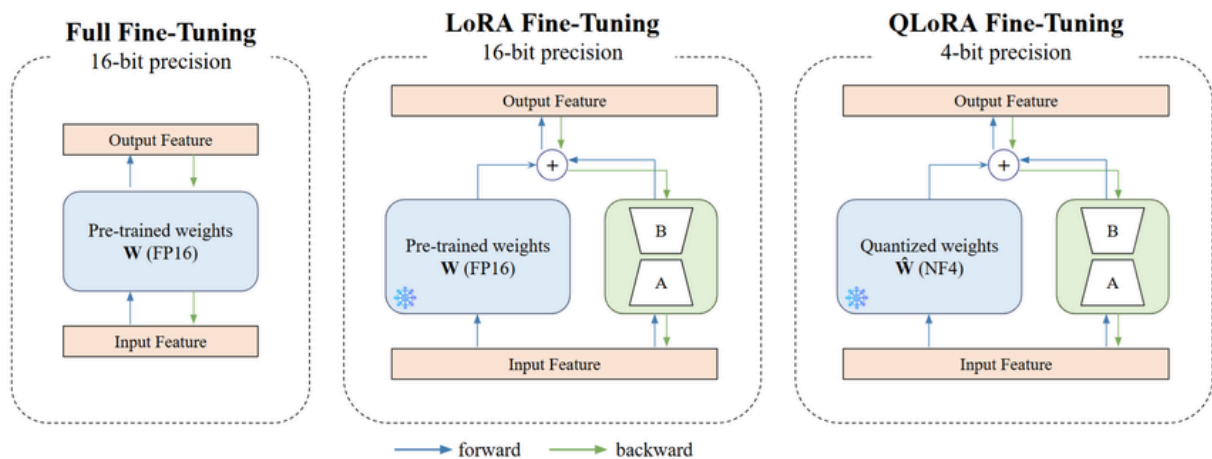 Full Fine-Tuning
16-bit precision
Output Feature
Pre-trained weights
W (FP16)
Input Feature
LoRA Fine-Tuning
16-bit precision
Output Feature
+
Pre-trained weights
W (FP16)
B
A
Input Feature
QLoRA Fine-Tuning
4-bit precision
Output Feature
+
Quantized weights
Ŵ (NF4)
B
A
Input Feature
forward
backward